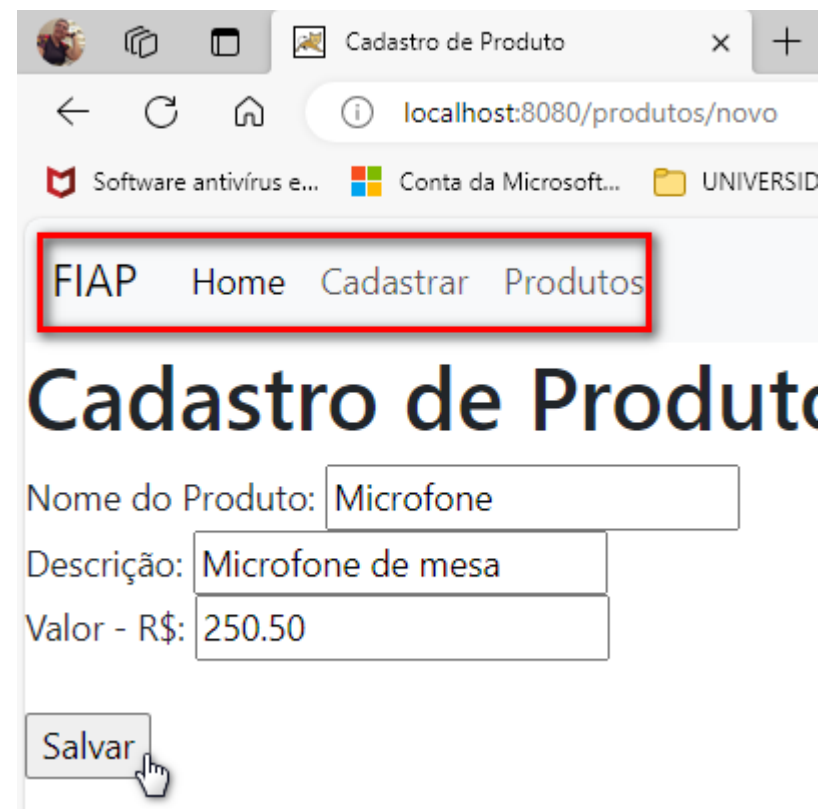 Cadastro de Produto
localhost:8080/produtos/novo
Software antivírus e... Conta da Microsoft... UNIVERSID
FIAP Home Cadastrar Produtos
Cadastro de Produto
Nome do Produto: Microfone
Descrição: Microfone de mesa
Valor - R$: 250.50
Salvar